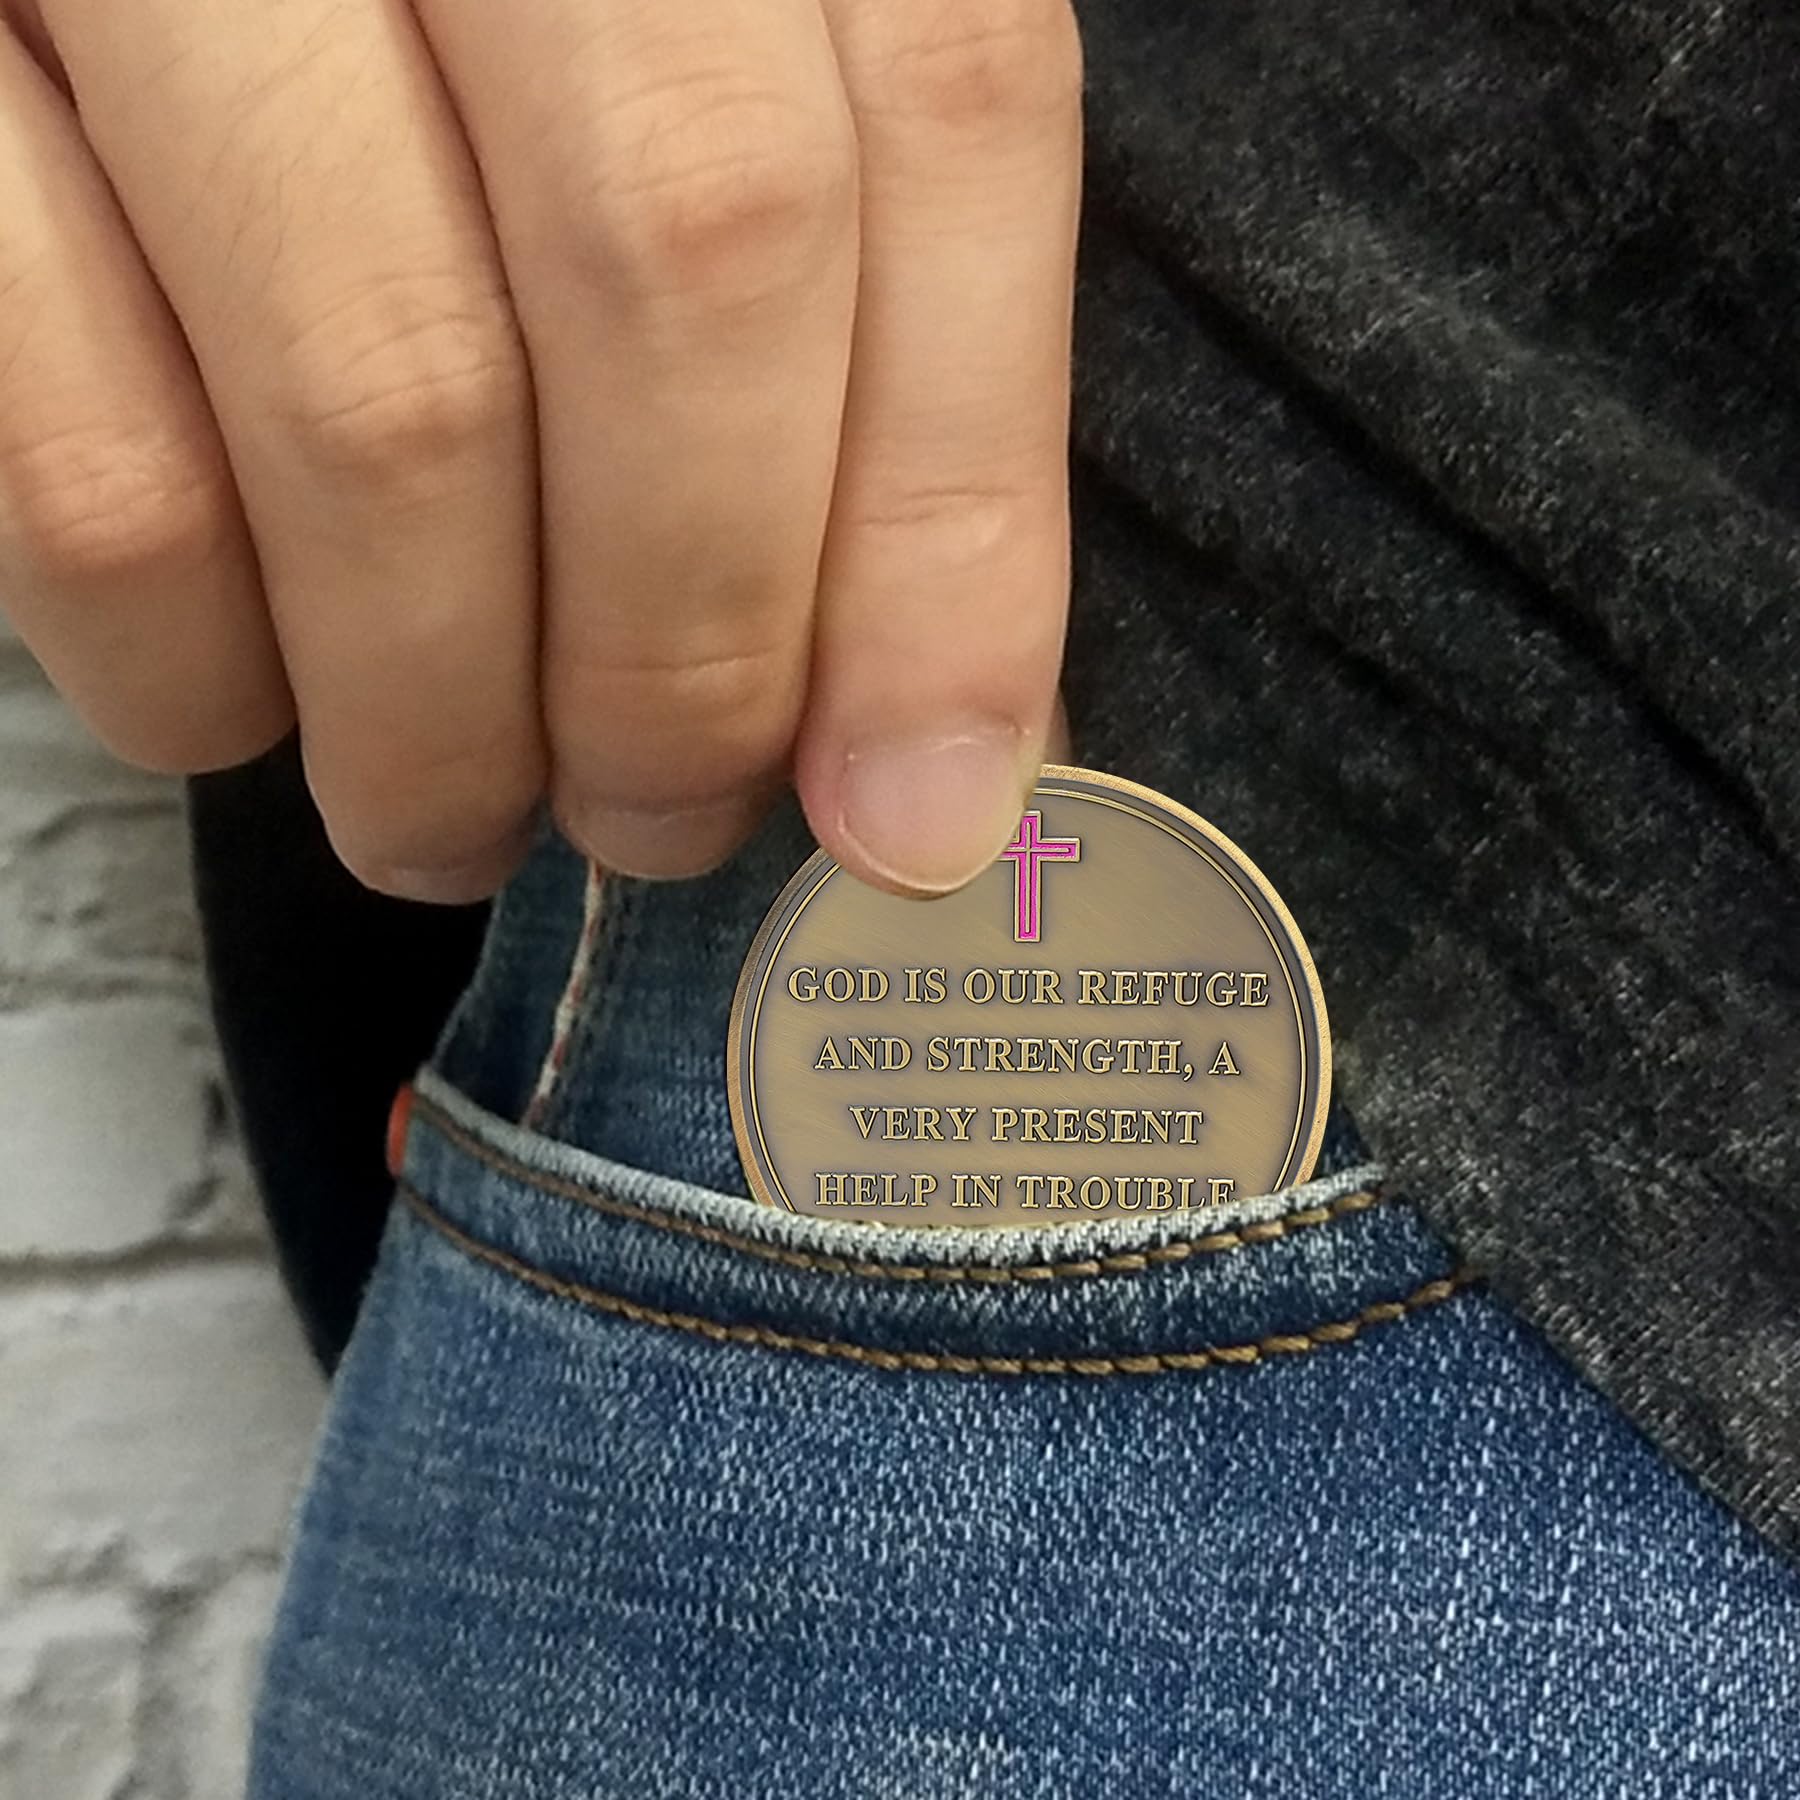 GOD IS OUR REFUGE
AND STRENGTH, A
VERY PRESENT
HELP IN TROUBLE